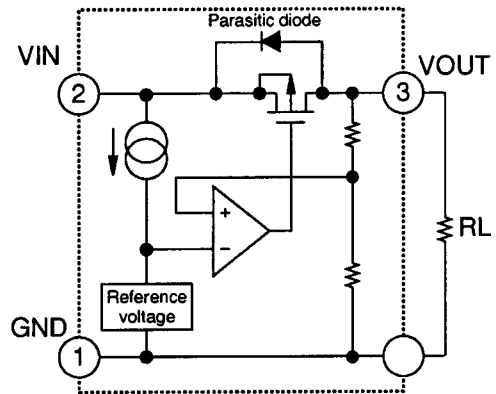 Parasitic diode
VIN
VOUT
2
3
+
−
RL
Reference
voltage
GND
1